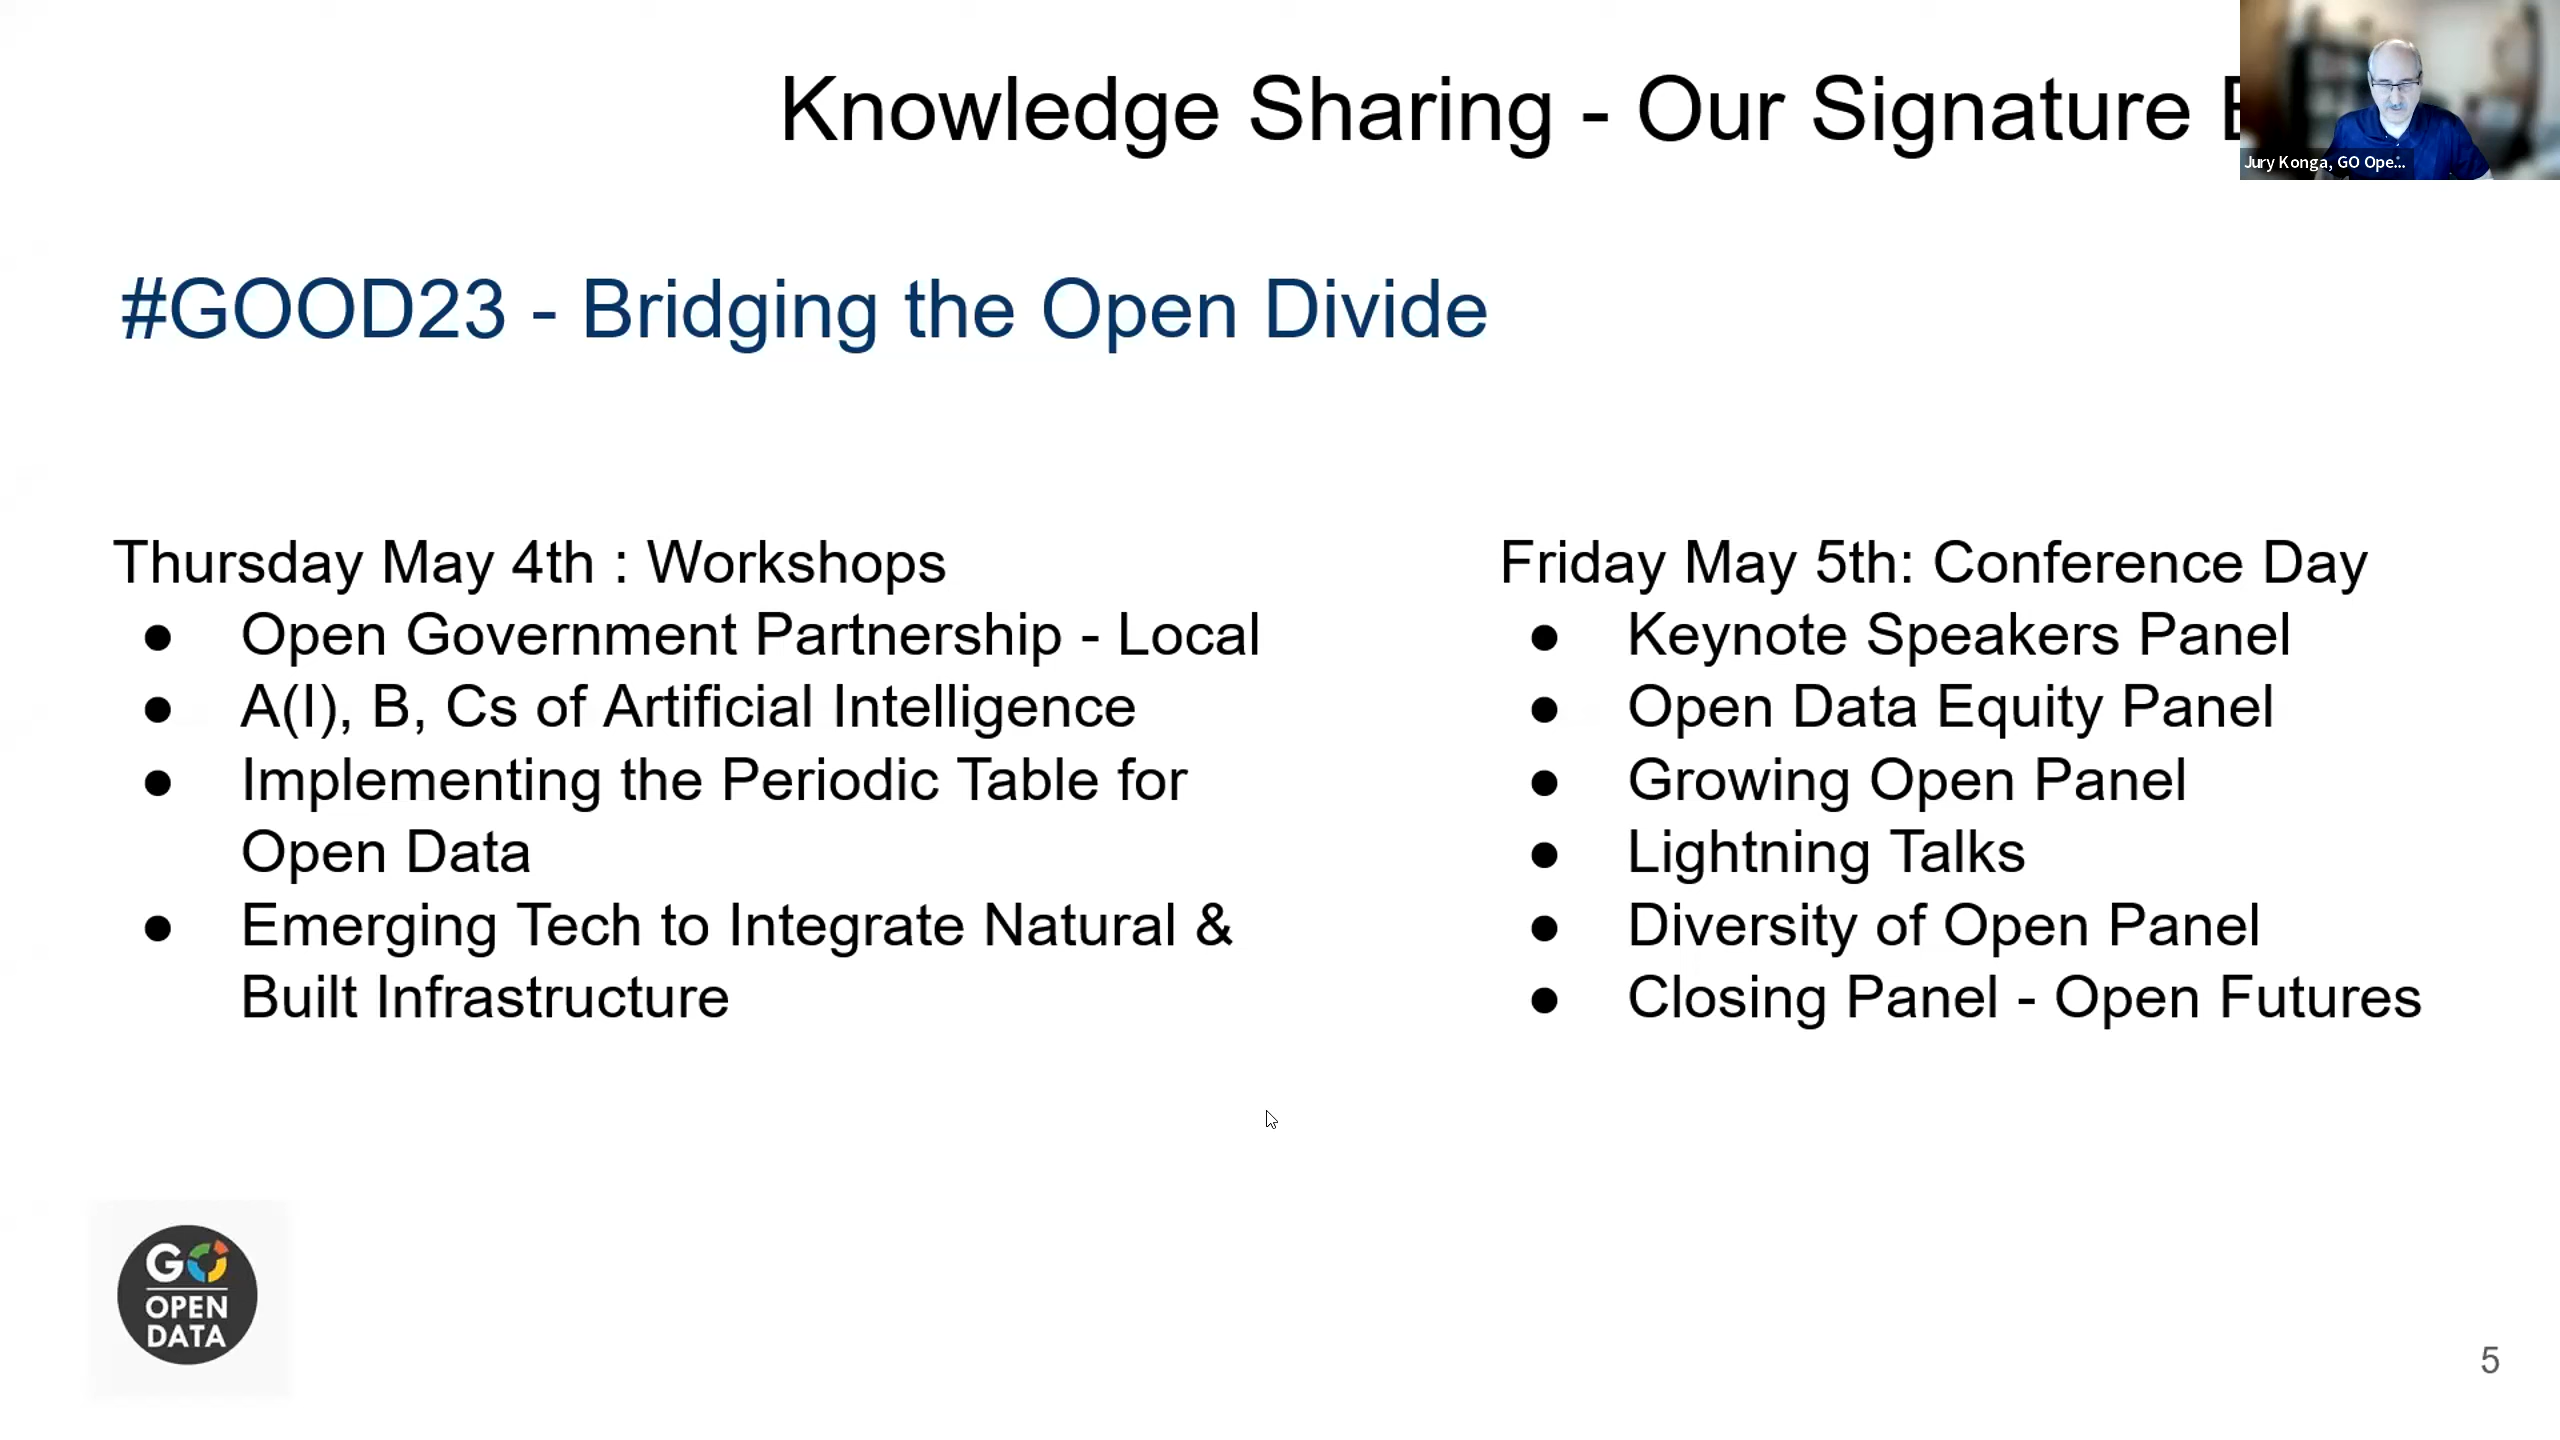 Knowledge Sharing - Our Signature
Jury Konga, GO Ope...
#GOOD23 - Bridging the Open Divide
Thursday May 4th : Workshops
● Open Government Partnership - Local
● A(I), B, Cs of Artificial Intelligence
● Implementing the Periodic Table for
Open Data
● Emerging Tech to Integrate Natural &
Built Infrastructure
Friday May 5th: Conference Day
● Keynote Speakers Panel
● Open Data Equity Panel
● Growing Open Panel
● Lightning Talks
● Diversity of Open Panel
● Closing Panel - Open Futures
GO
OPEN
DATA
5